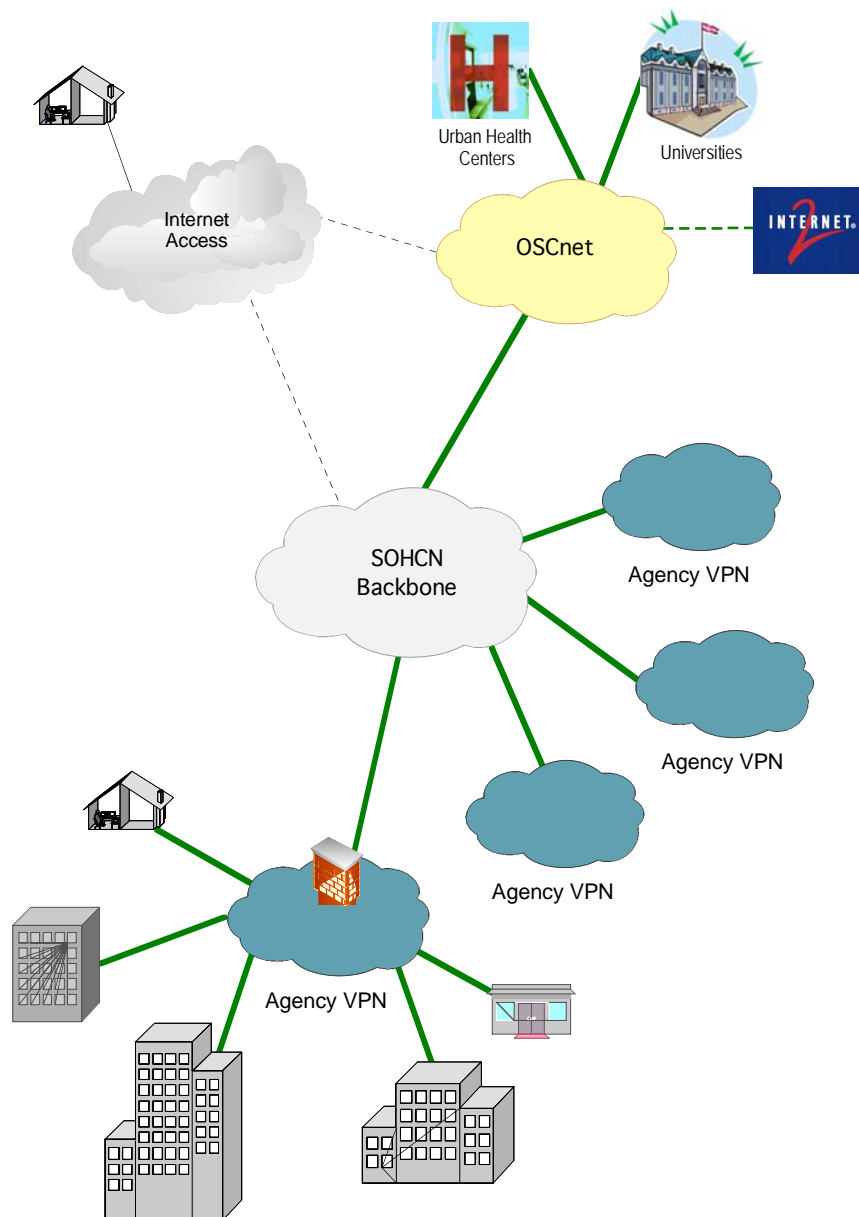 Urban Health
Centers
Universities
Internet
Access
OSCnet
INTERNET®
2
SOHCN
Backbone
Agency VPN
Agency VPN
Agency VPN
Agency VPN